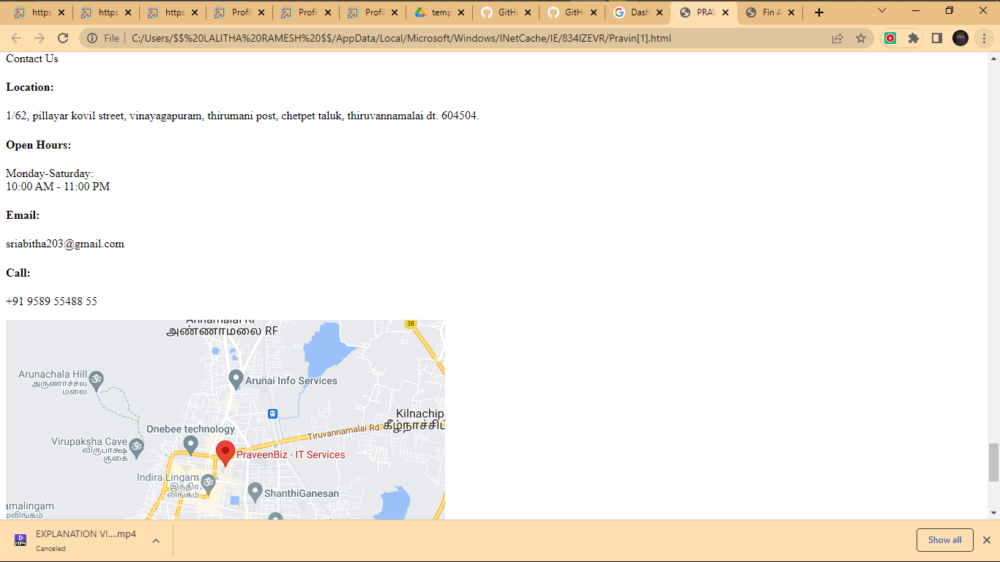 https
https
https
Profil
Profil
Profil
temp
GitHu
GitHu
Dash
PRAV
Fin A
File | C:/Users/$$%20LALITHA%20RAMESH%20$$/AppData/Local/Microsoft/Windows/INetCache/IE/834IZEVR/Pravin[1].html
Contact Us
Location:
1/62, pillayar kovil street, vinayagapuram, thirumani post, chetpet taluk, thiruvannamalai dt. 604504.
Open Hours:
Monday-Saturday:
10:00 AM - 11:00 PM
Email:
sriabitha203@gmail.com
Call:
+91 9589 55488 55
Annamalai RF
அண்ணாமலை RF
38
Arunachala Hill
அருணாச்சல
மலை
Arunai Info Services
Kilnachip
கீழ்நாச்சிப்
Onebee technology
Tiruvannamalai Rd
Virupaksha Cave
விருபாக்ஷ
குகை
PraveenBiz - IT Services
Indira Lingam
இந்திர
லிங்கம்
ShanthiGanesan
amalingam
மலிங்கம்
EXPLANATION VI....mp4
Canceled
MP4
Show all